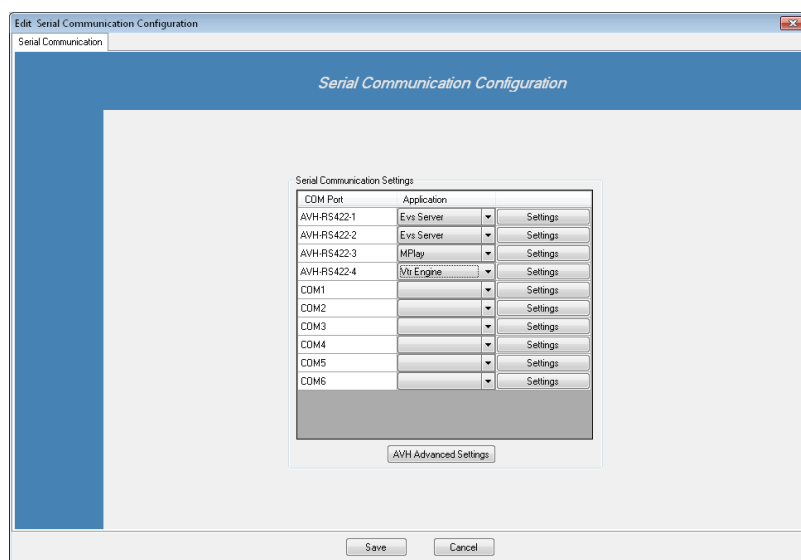 Edit Serial Communication Configuration
Serial Communication
Serial Communication Configuration
Serial Communication Settings
COM Port Application
AVH-RS422-1 Evs Server Settings
AVH-RS422-2 Evs Server Settings
AVH-RS422-3 MPlay Settings
AVH-RS422-4 Vtr Engine Settings
COM1 Settings
COM2 Settings
COM3 Settings
COM4 Settings
COM5 Settings
COM6 Settings
AVH Advanced Settings
Save Cancel